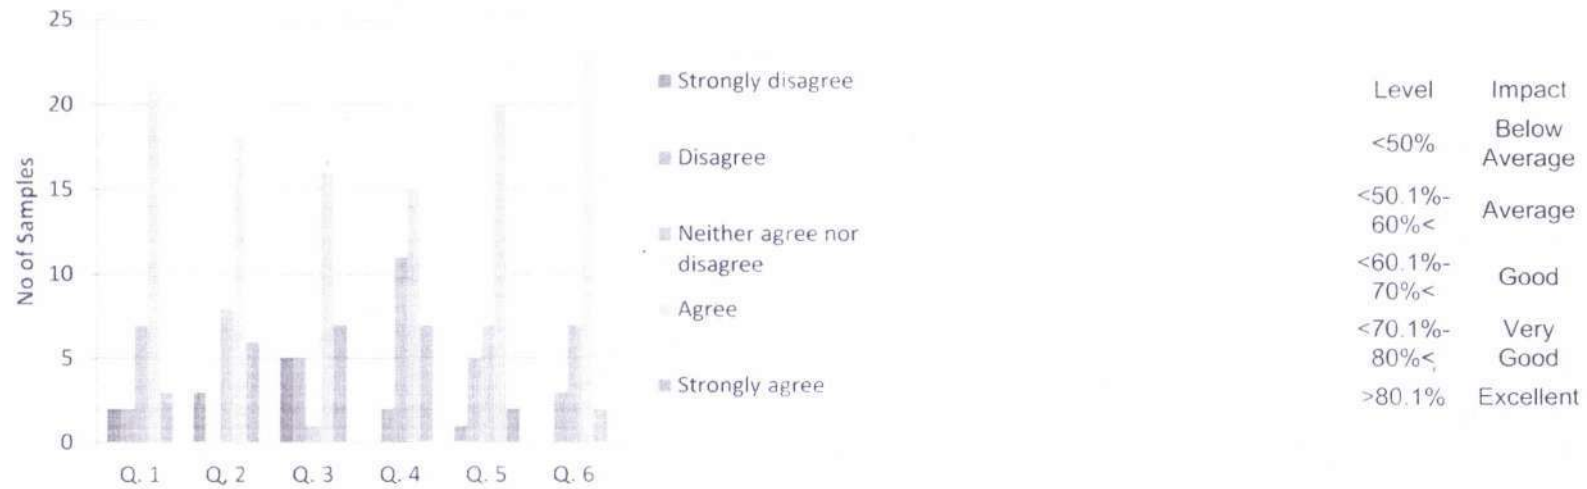 25
20
15
10
5
0
No of Samples
Q. 1
Q, 2
Q. 3
Q. 4
Q. 5
Q. 6
Strongly disagree
Disagree
Neither agree nor
disagree
Agree
Strongly agree
Level Impact
<50% Below
Average
<50.1%-
60%< Average
<60.1%-
70%< Good
<70.1%- Very
80%< Good
>80.1% Excellent